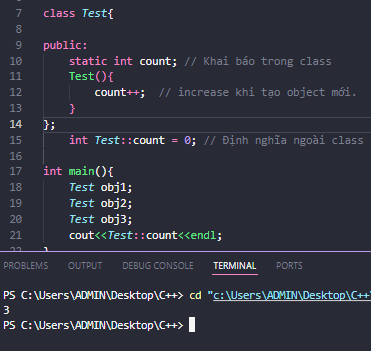 7 class Test{
8
9 public:
10 static int count; // Khai báo trong class
11 Test(){
12 count++; // increase khi tạo object mới.
13 }
14 };
15 int Test::count = 0; // Định nghĩa ngoài class
16
17 int main(){
18 Test obj1;
19 Test obj2;
20 Test obj3;
21 cout<<Test::count<<endl;
PROBLEMS OUTPUT DEBUG CONSOLE TERMINAL PORTS
PS C:\Users\ADMIN\Desktop\C++> cd "c:\Users\ADMIN\Desktop\C++\
3
PS C:\Users\ADMIN\Desktop\C++>